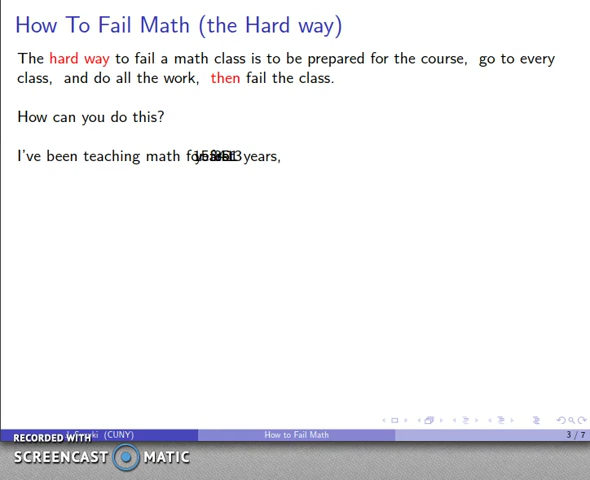 How To Fail Math (the Hard way)
The hard way to fail a math class is to be prepared for the course, go to every
class, and do all the work, then fail the class.
How can you do this?
I've been teaching math for years,
(CUNY)
How to Fail Math
3 / 7
RECORDED WITH
SCREENCAST MATIC